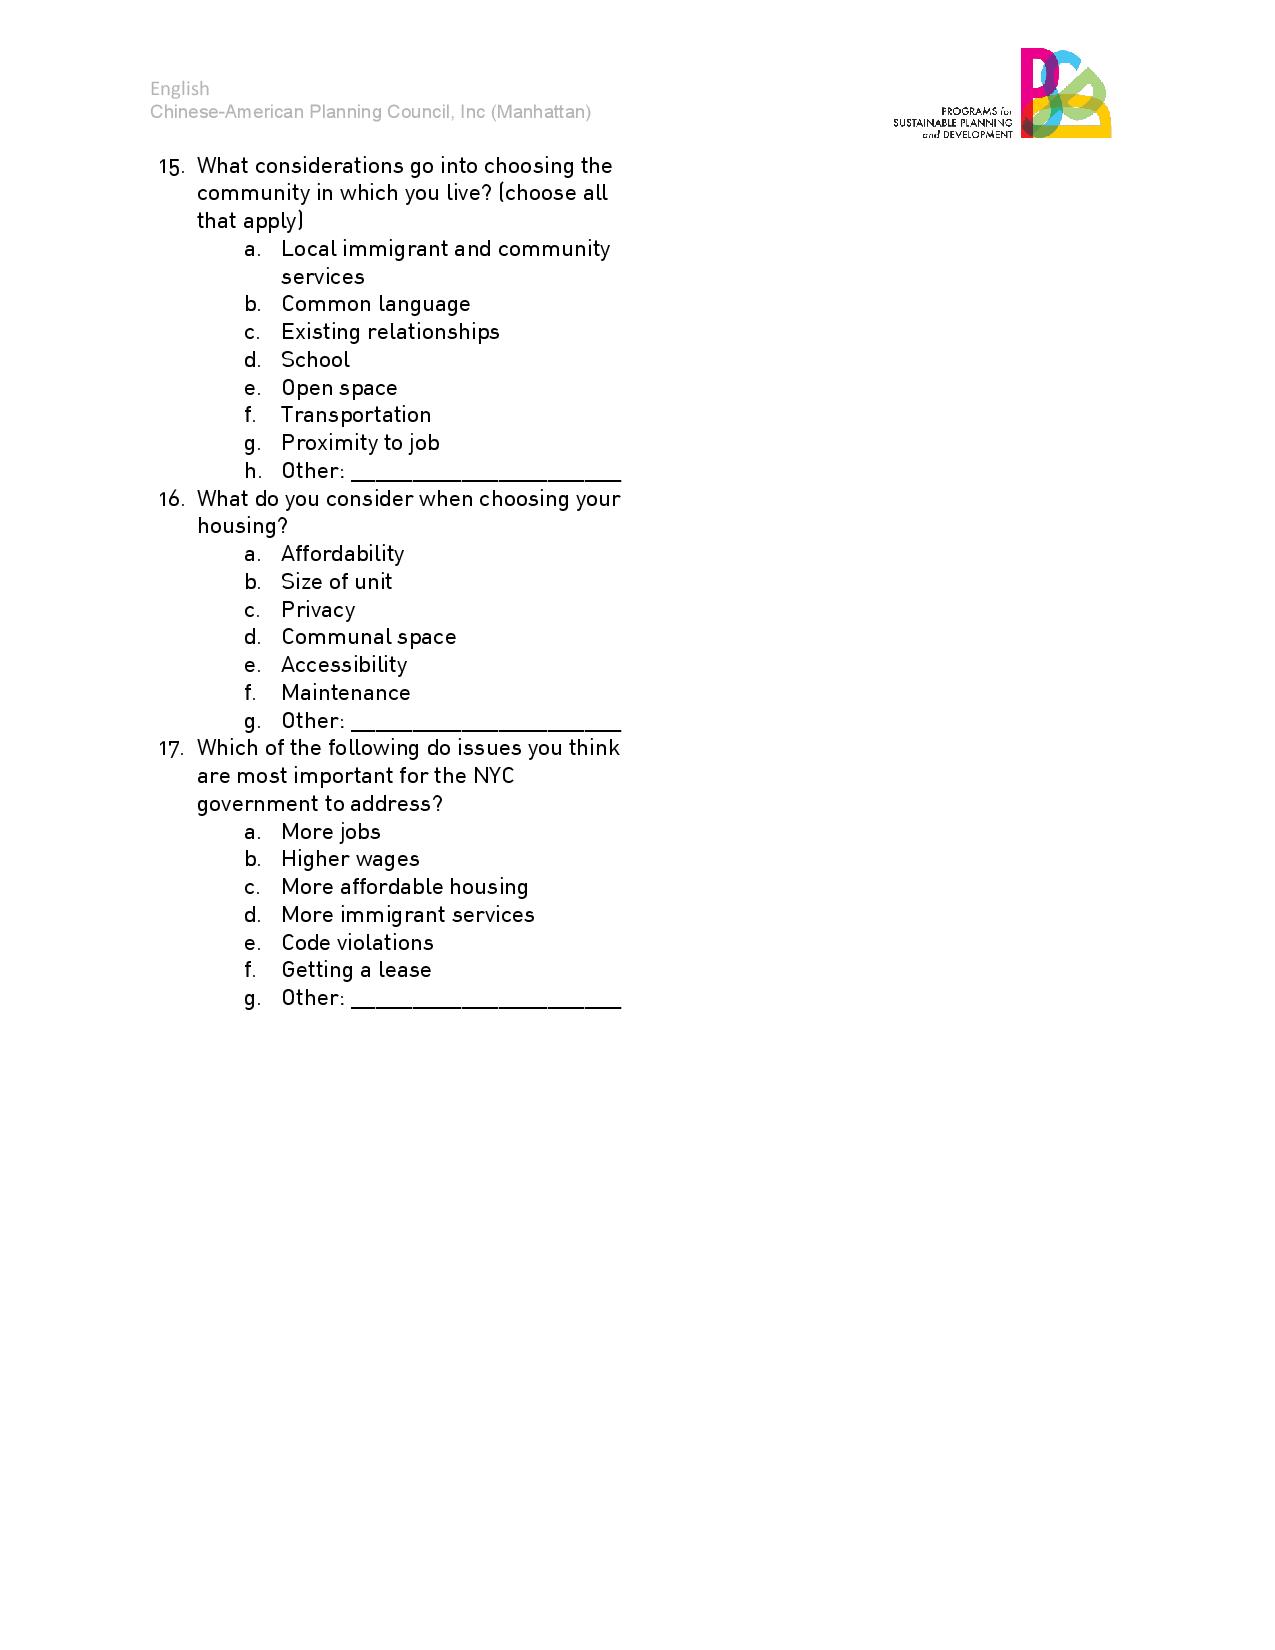 English
Chinese-American Planning Council, Inc (Manhattan)
PROGRAMS for
SUSTAINABLE PLANNING
and DEVELOPMENT
15. What considerations go into choosing the
community in which you live? (choose all
that apply)
a. Local immigrant and community
services
b. Common language
c. Existing relationships
d. School
e. Open space
f. Transportation
g. Proximity to job
h. Other: ______________________
16. What do you consider when choosing your
housing?
a. Affordability
b. Size of unit
c. Privacy
d. Communal space
e. Accessibility
f. Maintenance
g. Other: ______________________
17. Which of the following do issues you think
are most important for the NYC
government to address?
a. More jobs
b. Higher wages
c. More affordable housing
d. More immigrant services
e. Code violations
f. Getting a lease
g. Other: ______________________